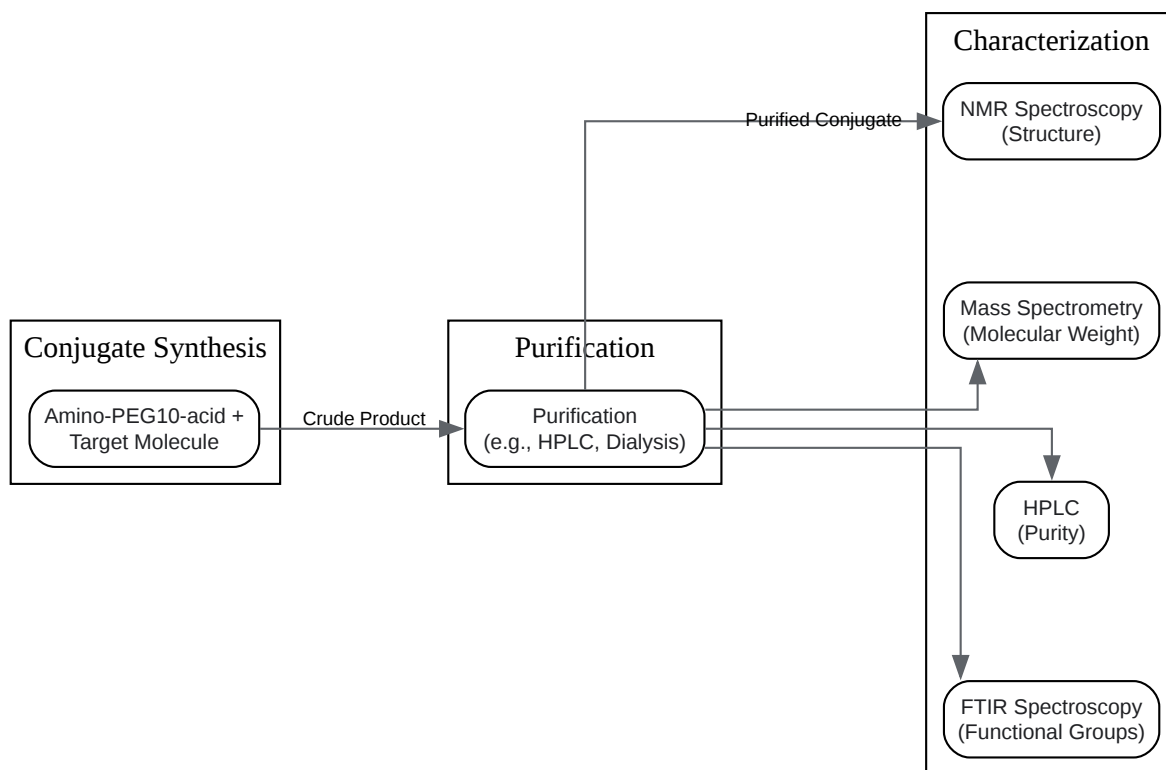 Conjugate Synthesis
Amino-PEG10-acid +
Target Molecule
Crude Product
Purification
Purification
(e.g., HPLC, Dialysis)
Purified Conjugate
Characterization
NMR Spectroscopy
(Structure)
Mass Spectrometry
(Molecular Weight)
HPLC
(Purity)
FTIR Spectroscopy
(Functional Groups)